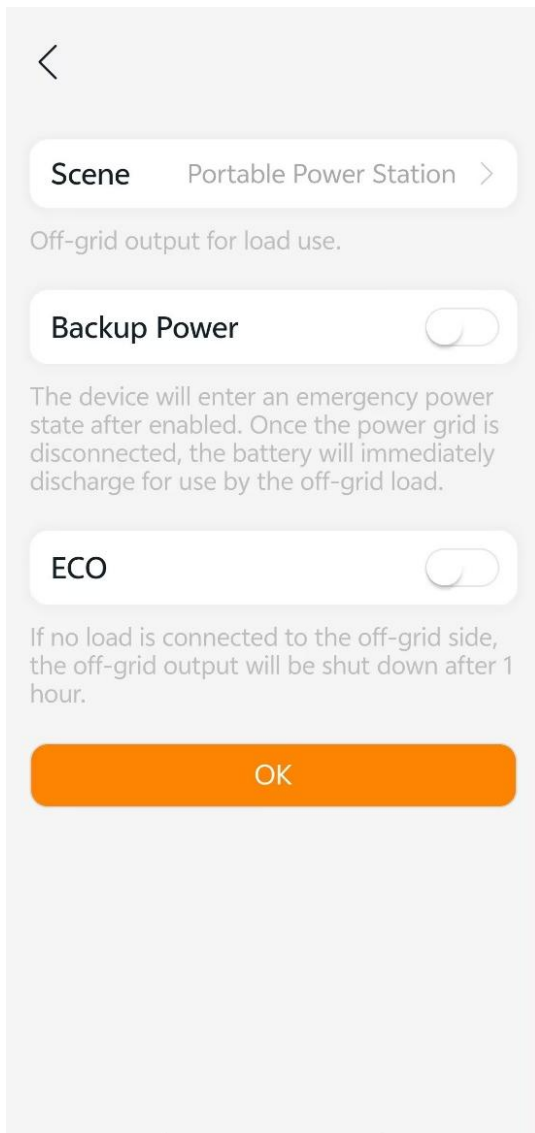 Scene Portable Power Station
Off-grid output for load use.
Backup Power
The device will enter an emergency power
state after enabled. Once the power grid is
disconnected, the battery will immediately
discharge for use by the off-grid load.
ECO
If no load is connected to the off-grid side,
the off-grid output will be shut down after 1
hour.
OK